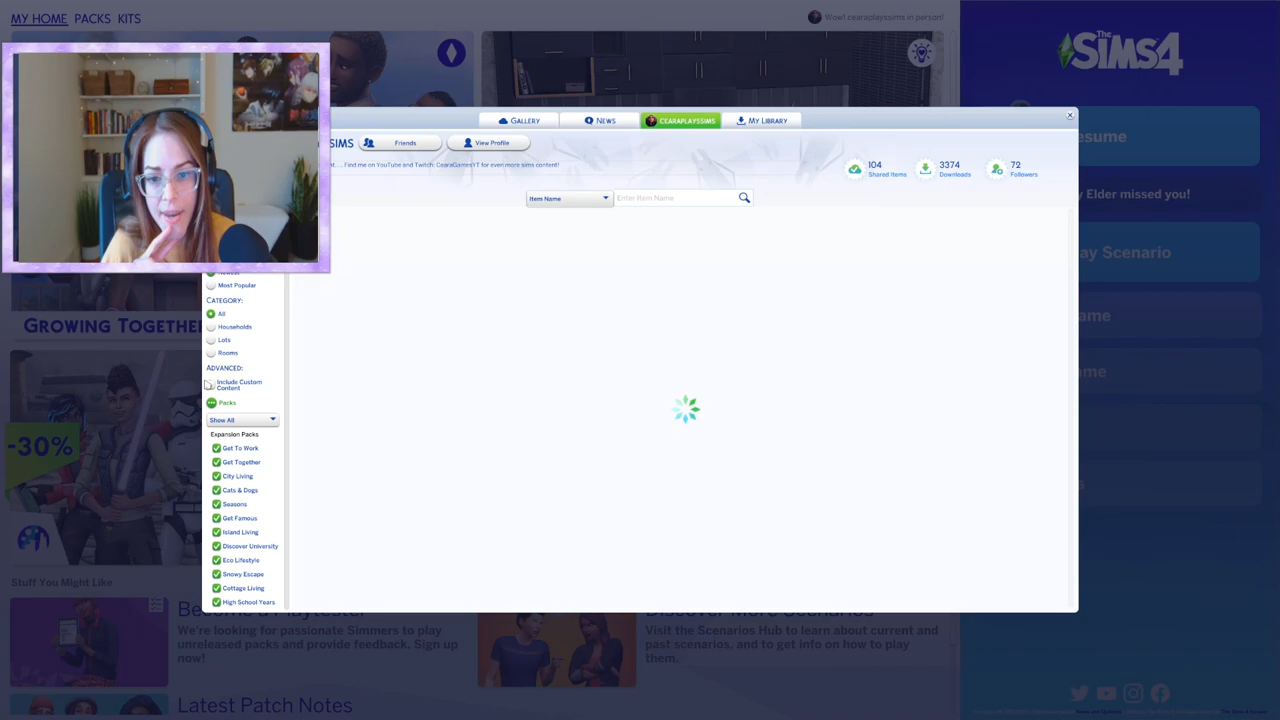 MY HOME PACKS KITS
Wow! cearaplayssims in person!
THE SiMS 4
GALLERY NEWS CEARAPLAYSSIMS MY LIBRARY
SIMS Friends View Profile
Find me on YouTube and Twitch: CearaGamesYT for even more sims content!
104 Shared Items
3374 Downloads
72 Followers
Item Name Enter Item Name
Most Popular
CATEGORY:
All
Households
Lots
Rooms
ADVANCED:
Include Custom
Content
Packs
Show All
Expansion Packs
Get To Work
Get Together
City Living
Cats & Dogs
Seasons
Get Famous
Island Living
Discover University
Eco Lifestyle
Snowy Escape
Cottage Living
High School Years
GROWING TOGETHE
-30%
Stuff You Might Like
We're looking for passionate Simmers to play
unreleased packs and provide feedback. Sign up
now!
Visit the Scenarios Hub to learn about current and
past scenarios, and to get info on how to play
them.
Latest Patch Notes
esume
Elder missed you!
ay Scenario
ame
me
s